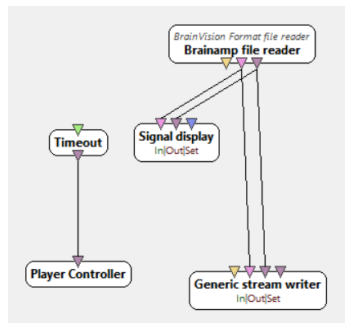 BrainVision Format file reader
Brainamp file reader
Timeout
Signal display
In|Out|Set
Player Controller
Generic stream writer
In|Out|Set